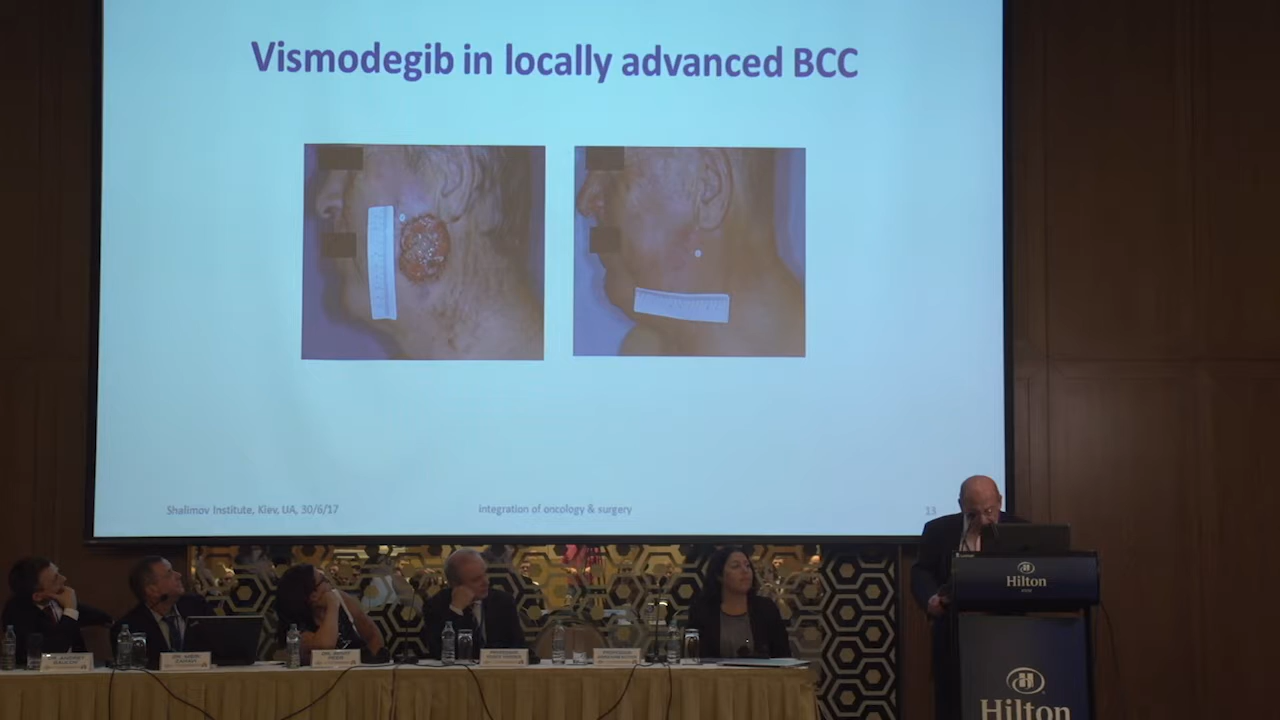 Vismodegib in locally advanced BCC
Shalimov Institute, Kiev, UA, 30/6/17
integration of oncology & surgery
13
Hilton
Hilton